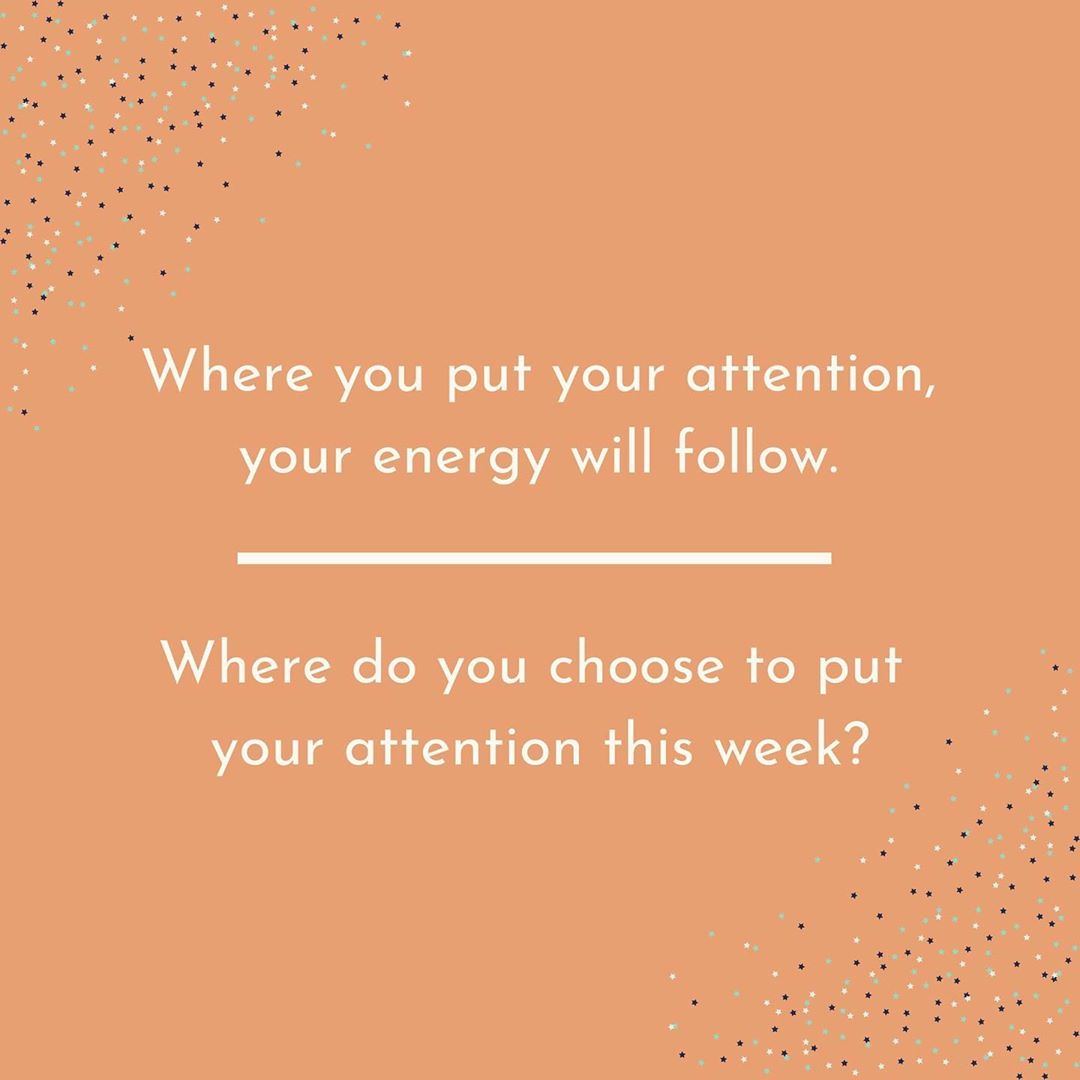 Where you put your attention,
your energy will follow.
Where do you choose to put
your attention this week?